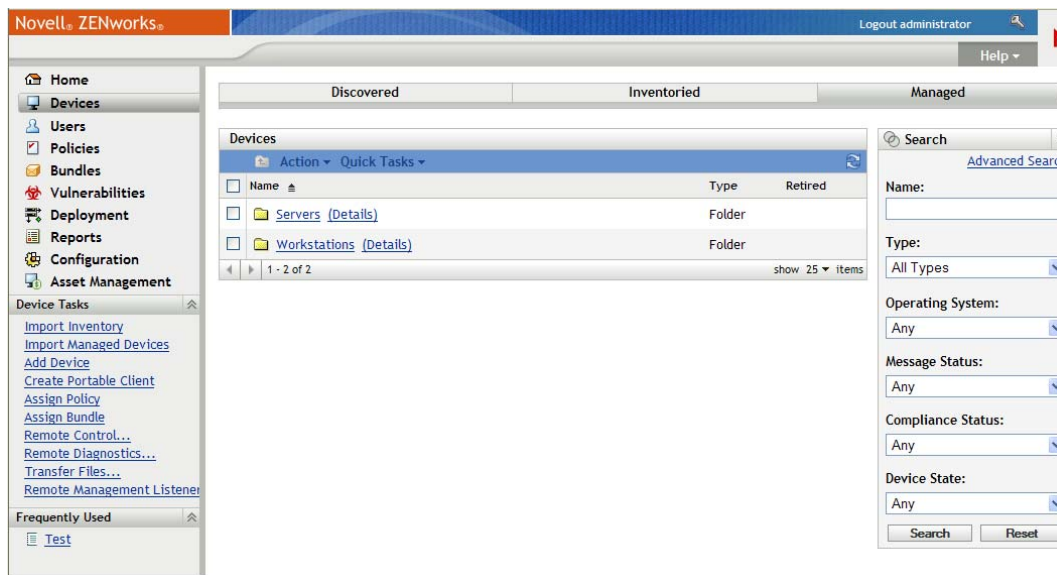 Novell® ZENworks®
Logout administrator
Help
Home
Devices
Users
Policies
Bundles
Vulnerabilities
Deployment
Reports
Configuration
Asset Management
Device Tasks
Import Inventory
Import Managed Devices
Add Device
Create Portable Client
Assign Policy
Assign Bundle
Remote Control...
Remote Diagnostics...
Transfer Files...
Remote Management Listener
Frequently Used
Test
Discovered Inventoried Managed
Devices
Action Quick Tasks
Name Type Retired
Servers (Details) Folder
Workstations (Details) Folder
1 - 2 of 2 show 25 items
Search
Advanced Searc
Name:
Type:
All Types
Operating System:
Any
Message Status:
Any
Compliance Status:
Any
Device State:
Any
Search Reset